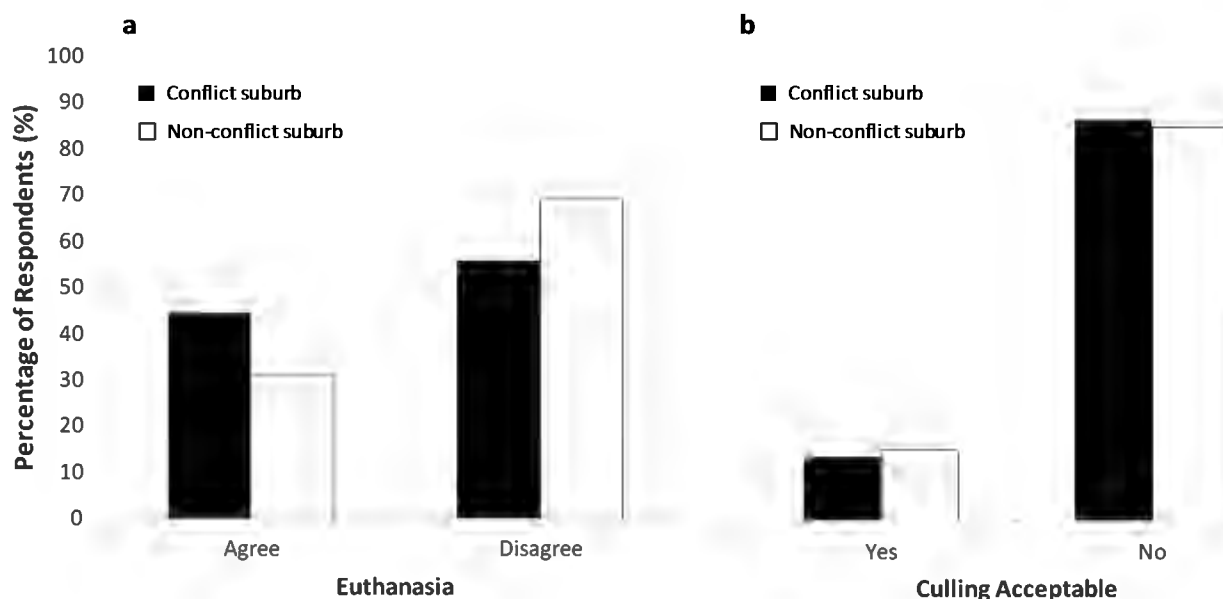 a
100
90
80
70
60
50
40
30
20
10
0
Percentage of Respondents (%)
Conflict suburb
Non-conflict suburb
Agree
Disagree
Euthanasia
b
Conflict suburb
Non-conflict suburb
Yes
No
Culling Acceptable